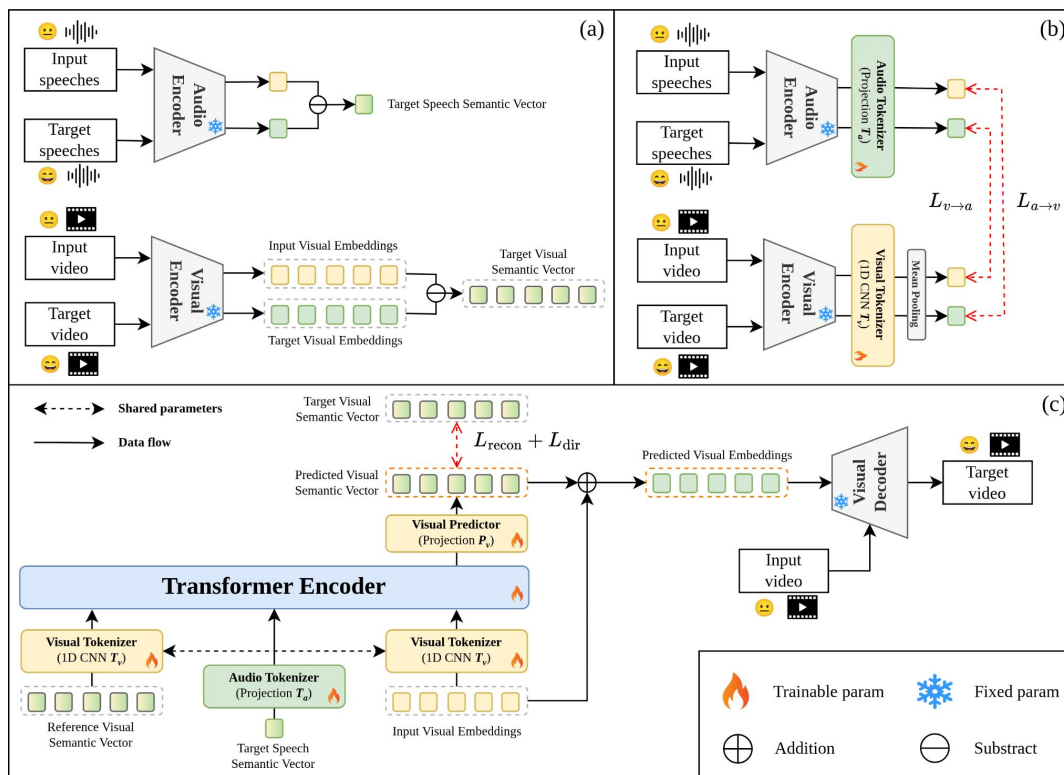 (a)
Input
speeches
Target
speeches
Audio
Encoder
Target Speech Semantic Vector
Input
video
Target
video
Visual
Encoder
Input Visual Embeddings
Target Visual Embeddings
Target Visual
Semantic Vector
(b)
Input
speeches
Target
speeches
Audio
Encoder
Audio Tokenizer
(Projection Tₐ)
Input
video
Target
video
Visual
Encoder
Visual Tokenizer
(1D CNN Tᵥ)
Mean Pooling
L_{v→a}
L_{a→v}
(c)
Shared parameters
Data flow
Target Visual
Semantic Vector
L_recon + L_dir
Predicted Visual
Semantic Vector
Visual Predictor
(Projection Pᵥ)
Transformer Encoder
Visual Tokenizer
(1D CNN Tᵥ)
Audio Tokenizer
(Projection Tₐ)
Visual Tokenizer
(1D CNN Tᵥ)
Reference Visual
Semantic Vector
Target Speech
Semantic Vector
Input Visual Embeddings
Predicted Visual Embeddings
Visual
Decoder
Target video
Input
video
Trainable param
Fixed param
Addition
Substract